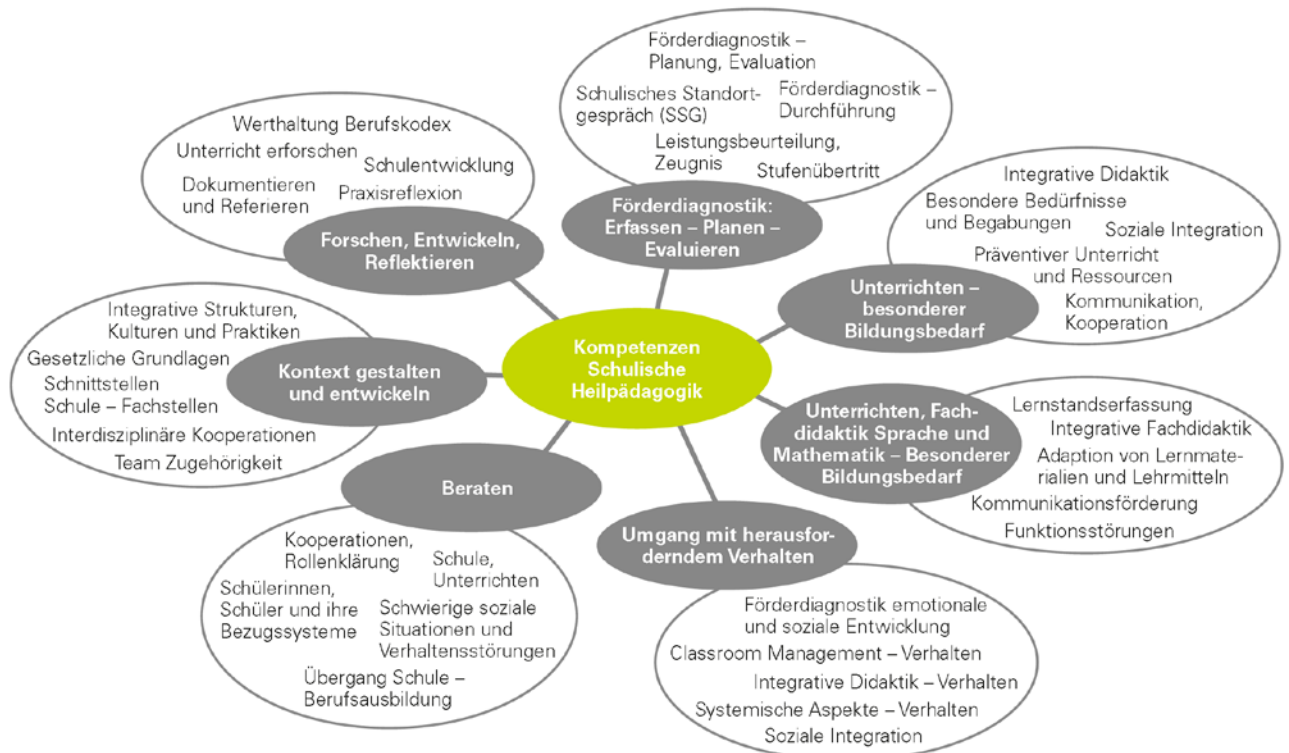 Kompetenzen
Schulische
Heilpädagogik
Förderdiagnostik –
Planung, Evaluation
Schulisches Standort-
gespräch (SSG)
Förderdiagnostik –
Durchführung
Leistungsbeurteilung,
Zeugnis
Stufenübertritt
Förderdiagnostik:
Erfassen – Planen –
Evaluieren
Integrative Didaktik
Besondere Bedürfnisse
und Begabungen
Soziale Integration
Präventiver Unterricht
und Ressourcen
Kommunikation,
Kooperation
Unterrichten –
besonderer
Bildungsbedarf
Lernstandserfassung
Integrative Fachdidaktik
Adaption von Lernmate-
rialien und Lehrmitteln
Kommunikationsförderung
Funktionsstörungen
Unterrichten, Fach-
didaktik Sprache und
Mathematik – Besonderer
Bildungsbedarf
Umgang mit herausfor-
derndem Verhalten
Förderdiagnostik emotionale
und soziale Entwicklung
Classroom Management – Verhalten
Integrative Didaktik – Verhalten
Systemische Aspekte – Verhalten
Soziale Integration
Beraten
Kooperationen,
Rollenklärung
Schule,
Unterrichten
Schülerinnen,
Schüler und ihre
Bezugssysteme
Schwierige soziale
Situationen und
Verhaltensstörungen
Übergang Schule –
Berufsausbildung
Integrative Strukturen,
Kulturen und Praktiken
Gesetzliche Grundlagen
Schnittstellen
Schule – Fachstellen
Interdisziplinäre Kooperationen
Team Zugehörigkeit
Kontext gestalten
und entwickeln
Werthaltung Berufskodex
Unterricht erforschen
Schulentwicklung
Dokumentieren
und Referieren
Praxisreflexion
Forschen, Entwickeln,
Reflektieren